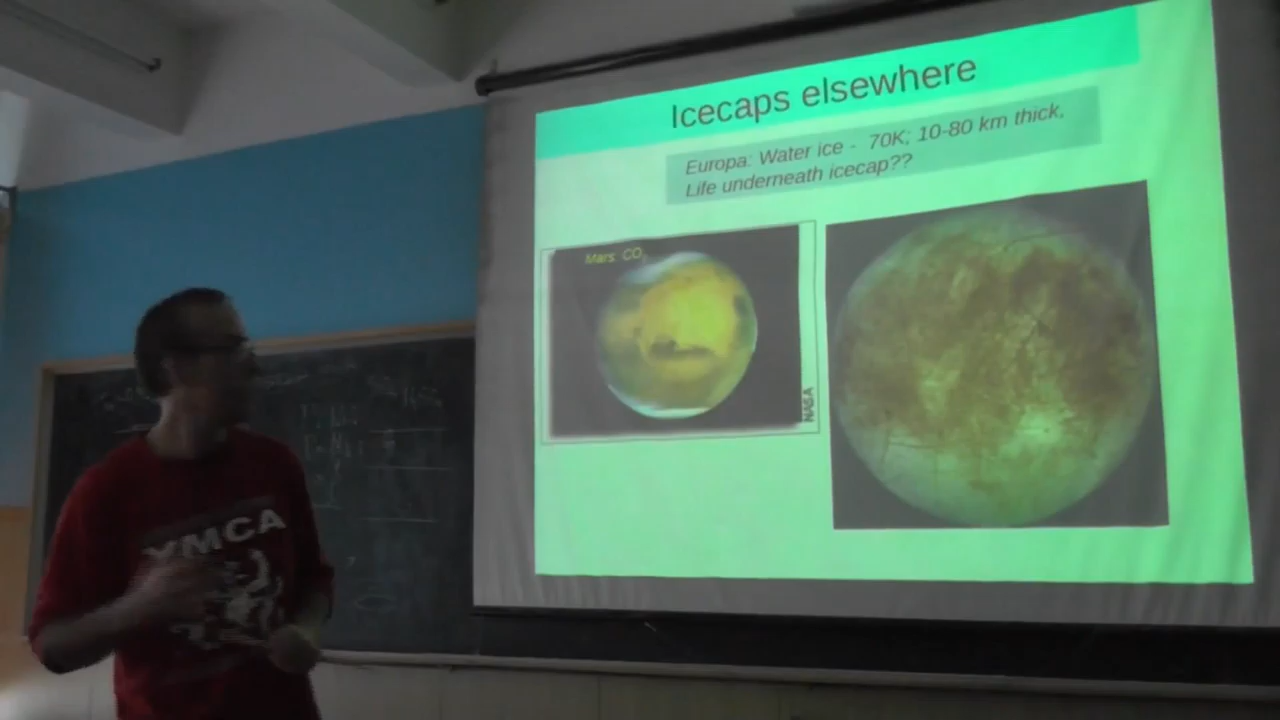 Icecaps elsewhere
Europa: Water ice - 70K; 10-80 km thick,
Life underneath icecap??
Mars CO2
NASA
YMCA